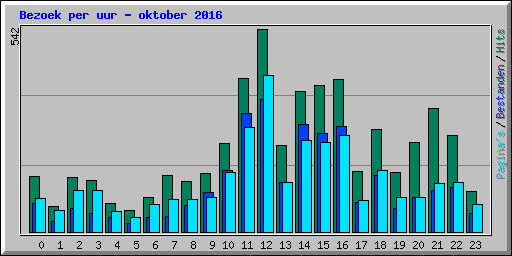 Bezoek per uur - oktober 2016
542
Pagina's / Bestanden / Hits
0 1 2 3 4 5 6 7 8 9 10 11 12 13 14 15 16 17 18 19 20 21 22 23